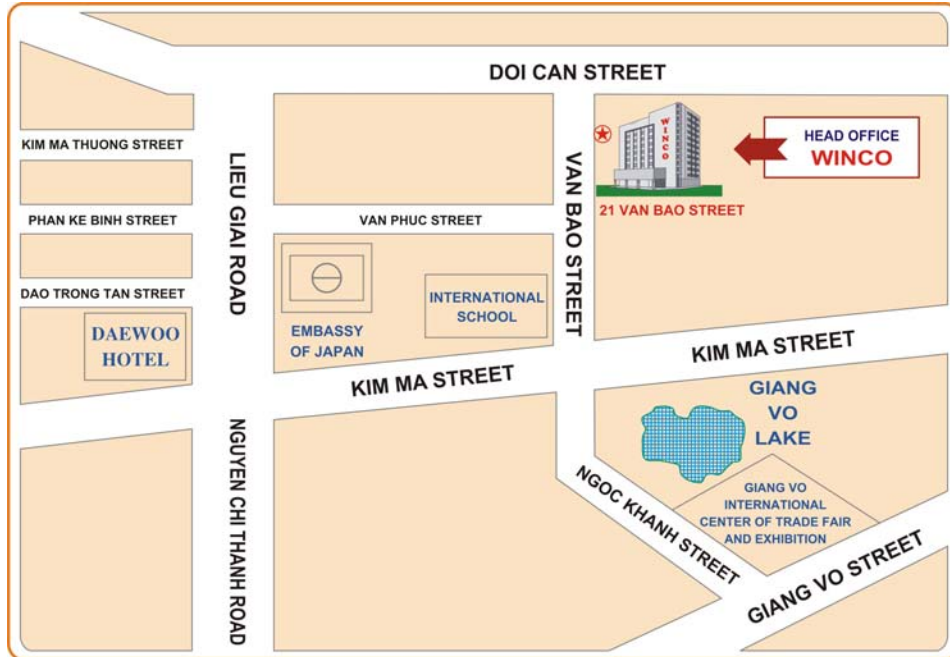 DOI CAN STREET
KIM MA THUONG STREET
WINCO
HEAD OFFICE
WINCO
LIEU GIAI ROAD
VAN BAO STREET
21 VAN BAO STREET
PHAN KE BINH STREET
VAN PHUC STREET
DAO TRONG TAN STREET
INTERNATIONAL
SCHOOL
EMBASSY
OF JAPAN
DAEWOO
HOTEL
KIM MA STREET
KIM MA STREET
GIANG
VO
LAKE
NGUYEN CHI THANH ROAD
NGOC KHANH STREET
GIANG VO
INTERNATIONAL
CENTER OF TRADE FAIR
AND EXHIBITION
GIANG VO STREET